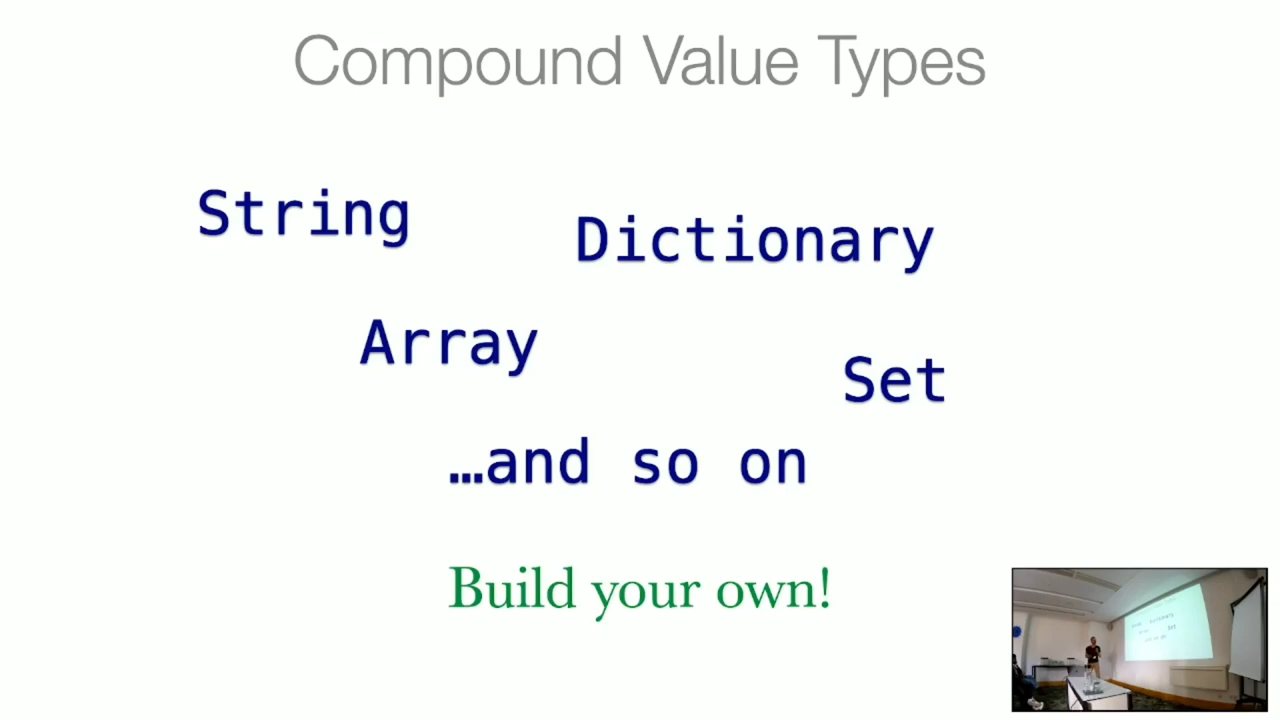 Compound Value Types
String
Dictionary
Array
Set
…and so on
Build your own!